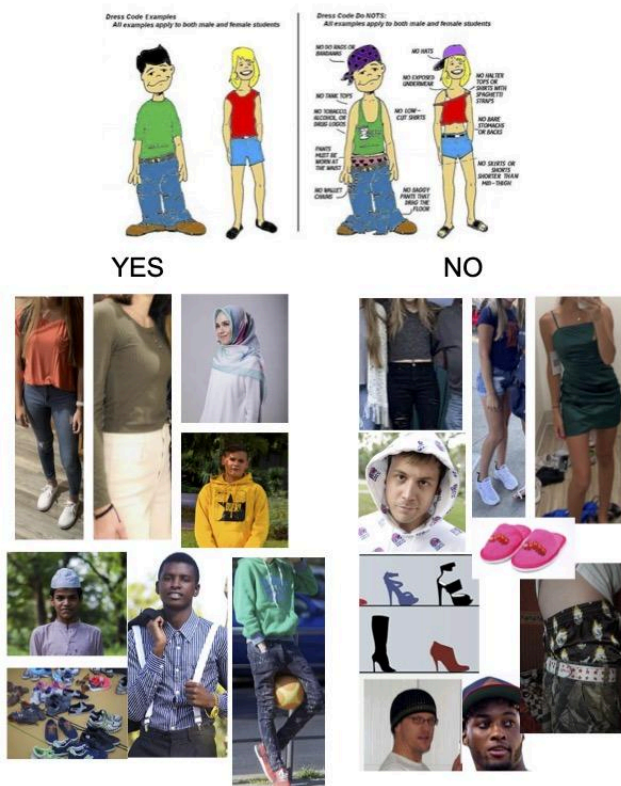 Dress Code Examples
All examples apply to both male and female students
Dress Code Do NOTS:
All examples apply to both male and female students
NO DO-RAGS OR
BANDANAS
NO TANK TOPS
NO TOBACCO,
ALCOHOL, OR
DRUG LOGOS
PANTS
MUST BE
WORN AT
THE WAIST
NO WALLET
CHAINS
NO HATS
NO EXPOSED
UNDERWEAR
NO LOW-
CUT SHIRTS
NO BAGGY
PANTS THAT
DRAG THE
FLOOR
NO HALTER
TOPS OR
SHIRTS WITH
SPAGHETTI
STRAPS
NO BARE
STOMACHS
OR BACKS
NO SKIRTS OR
SHORTS
SHORTER THAN
MID-THIGH
YES
NO